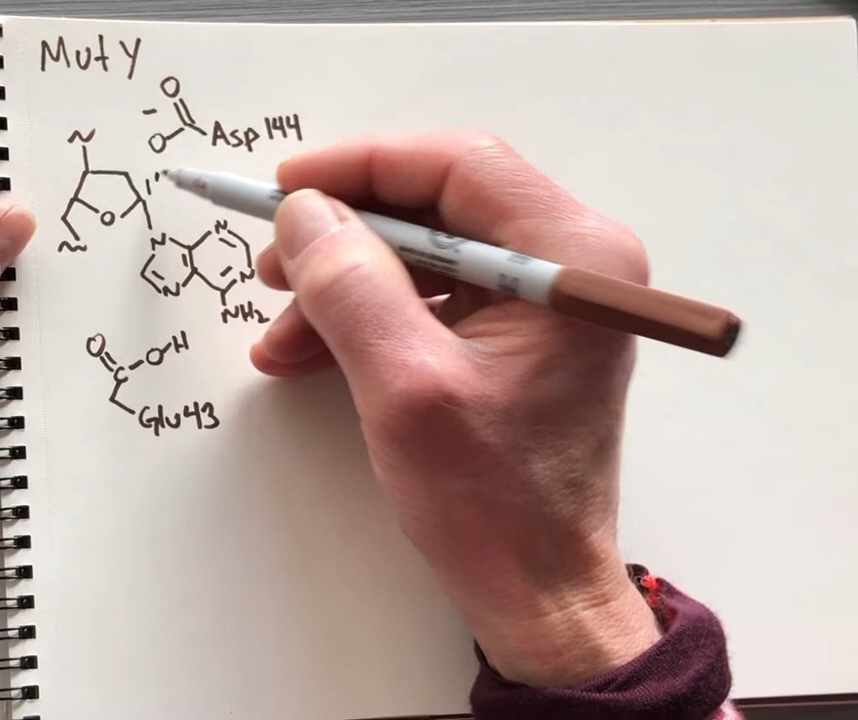 MutY
O
- O Asp 144
O
N N
N N
NH2
O O-H
C
Glu43